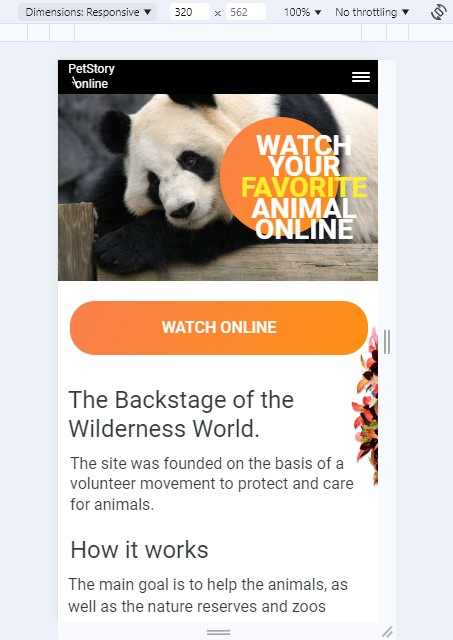 Dimensions: Responsive ▼ 320 x 562 100% ▼ No throttling ▼
PetStory
online
WATCH
YOUR
FAVORITE
ANIMAL
ONLINE
WATCH ONLINE
The Backstage of the
Wilderness World.
The site was founded on the basis of a
volunteer movement to protect and care
for animals.
How it works
The main goal is to help the animals, as
well as the nature reserves and zoos